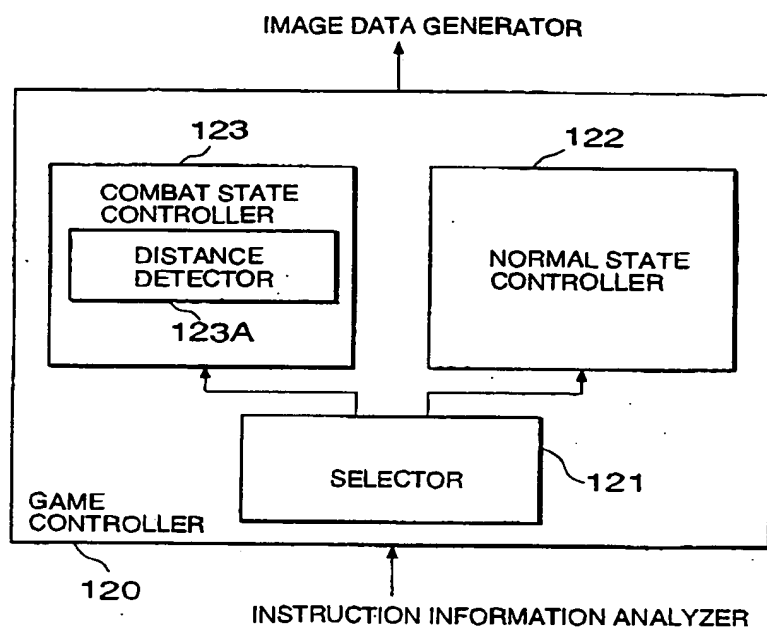 IMAGE DATA GENERATOR
123
122
COMBAT STATE
CONTROLLER
DISTANCE
DETECTOR
123A
NORMAL STATE
CONTROLLER
SELECTOR
121
GAME
CONTROLLER
120
INSTRUCTION INFORMATION ANALYZER